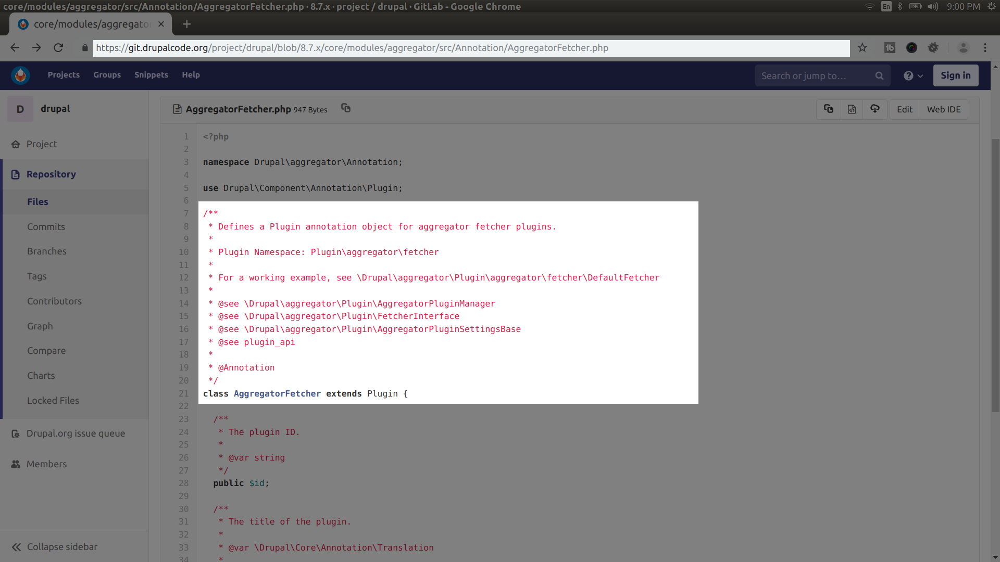 core/modules/aggregator/src/Annotation/AggregatorFetcher.php · 8.7.x · project / drupal · GitLab - Google Chrome
En
9:00 PM
core/modules/aggregato
https://git.drupalcode.org/project/drupal/blob/8.7.x/core/modules/aggregator/src/Annotation/AggregatorFetcher.php
Projects Groups Snippets Help
Search or jump to…
Sign in
D drupal
Project
Repository
Files
Commits
Branches
Tags
Contributors
Graph
Compare
Charts
Locked Files
Drupal.org issue queue
Members
Collapse sidebar
AggregatorFetcher.php 947 Bytes
Edit
Web IDE
1 <?php
2
3 namespace Drupal\aggregator\Annotation;
4
5 use Drupal\Component\Annotation\Plugin;
6
7 /**
8 * Defines a Plugin annotation object for aggregator fetcher plugins.
9 *
10 * Plugin Namespace: Plugin\aggregator\fetcher
11 *
12 * For a working example, see \Drupal\aggregator\Plugin\aggregator\fetcher\DefaultFetcher
13 *
14 * @see \Drupal\aggregator\Plugin\AggregatorPluginManager
15 * @see \Drupal\aggregator\Plugin\FetcherInterface
16 * @see \Drupal\aggregator\Plugin\AggregatorPluginSettingsBase
17 * @see plugin_api
18 *
19 * @Annotation
20 */
21 class AggregatorFetcher extends Plugin {
22
23 /**
24 * The plugin ID.
25 *
26 * @var string
27 */
28 public $id;
29
30 /**
31 * The title of the plugin.
32 *
33 * @var \Drupal\Core\Annotation\Translation
34 *